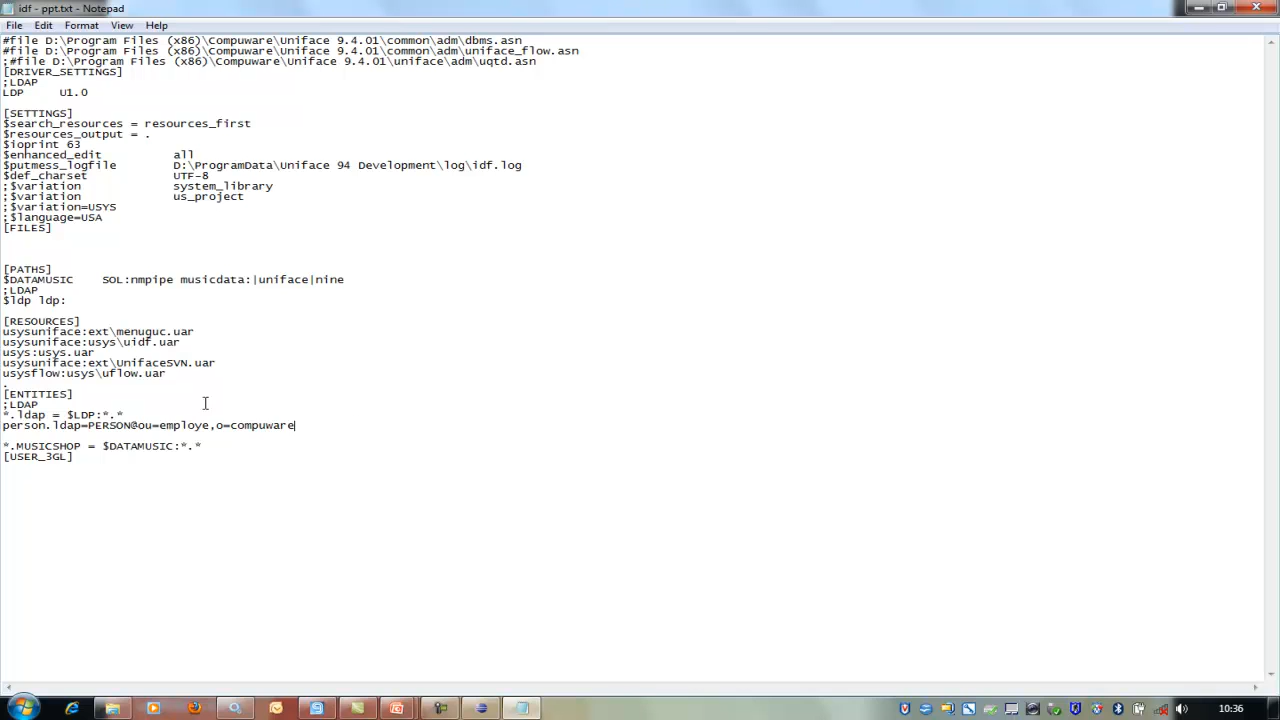 idf - ppt.txt - Notepad
File Edit Format View Help
#file D:\Program Files (x86)\Compuware\Uniface 9.4.01\common\adm\dbms.asn
#file D:\Program Files (x86)\Compuware\Uniface 9.4.01\common\adm\uniface_flow.asn
;#file D:\Program Files (x86)\Compuware\Uniface 9.4.01\uniface\adm\uqtd.asn
[DRIVER_SETTINGS]
;LDAP
LDP U1.0
[SETTINGS]
$search_resources = resources_first
$resources_output = .
$ioprint 63
$enhanced_edit all
$putmess_logfile D:\ProgramData\Uniface 94 Development\log\idf.log
$def_charset UTF-8
;$variation system_library
;$variation us_project
;$variation=USYS
;$language=USA
[FILES]
[PATHS]
$DATAMUSIC SOL:nmpipe musicdata:|uniface|nine
;LDAP
$ldp ldp:
[RESOURCES]
usysuniface:ext\menuguc.uar
usysuniface:usys\uidf.uar
usys:usys.uar
usysuniface:ext\UnifaceSVN.uar
usysflow:usys\uflow.uar
.
[ENTITIES]
;LDAP
*.ldap = $LDP:*.*
person.ldap=PERSON@ou=employe,o=compuware
*.MUSICSHOP = $DATAMUSIC:*.*
[USER_3GL]
10:36